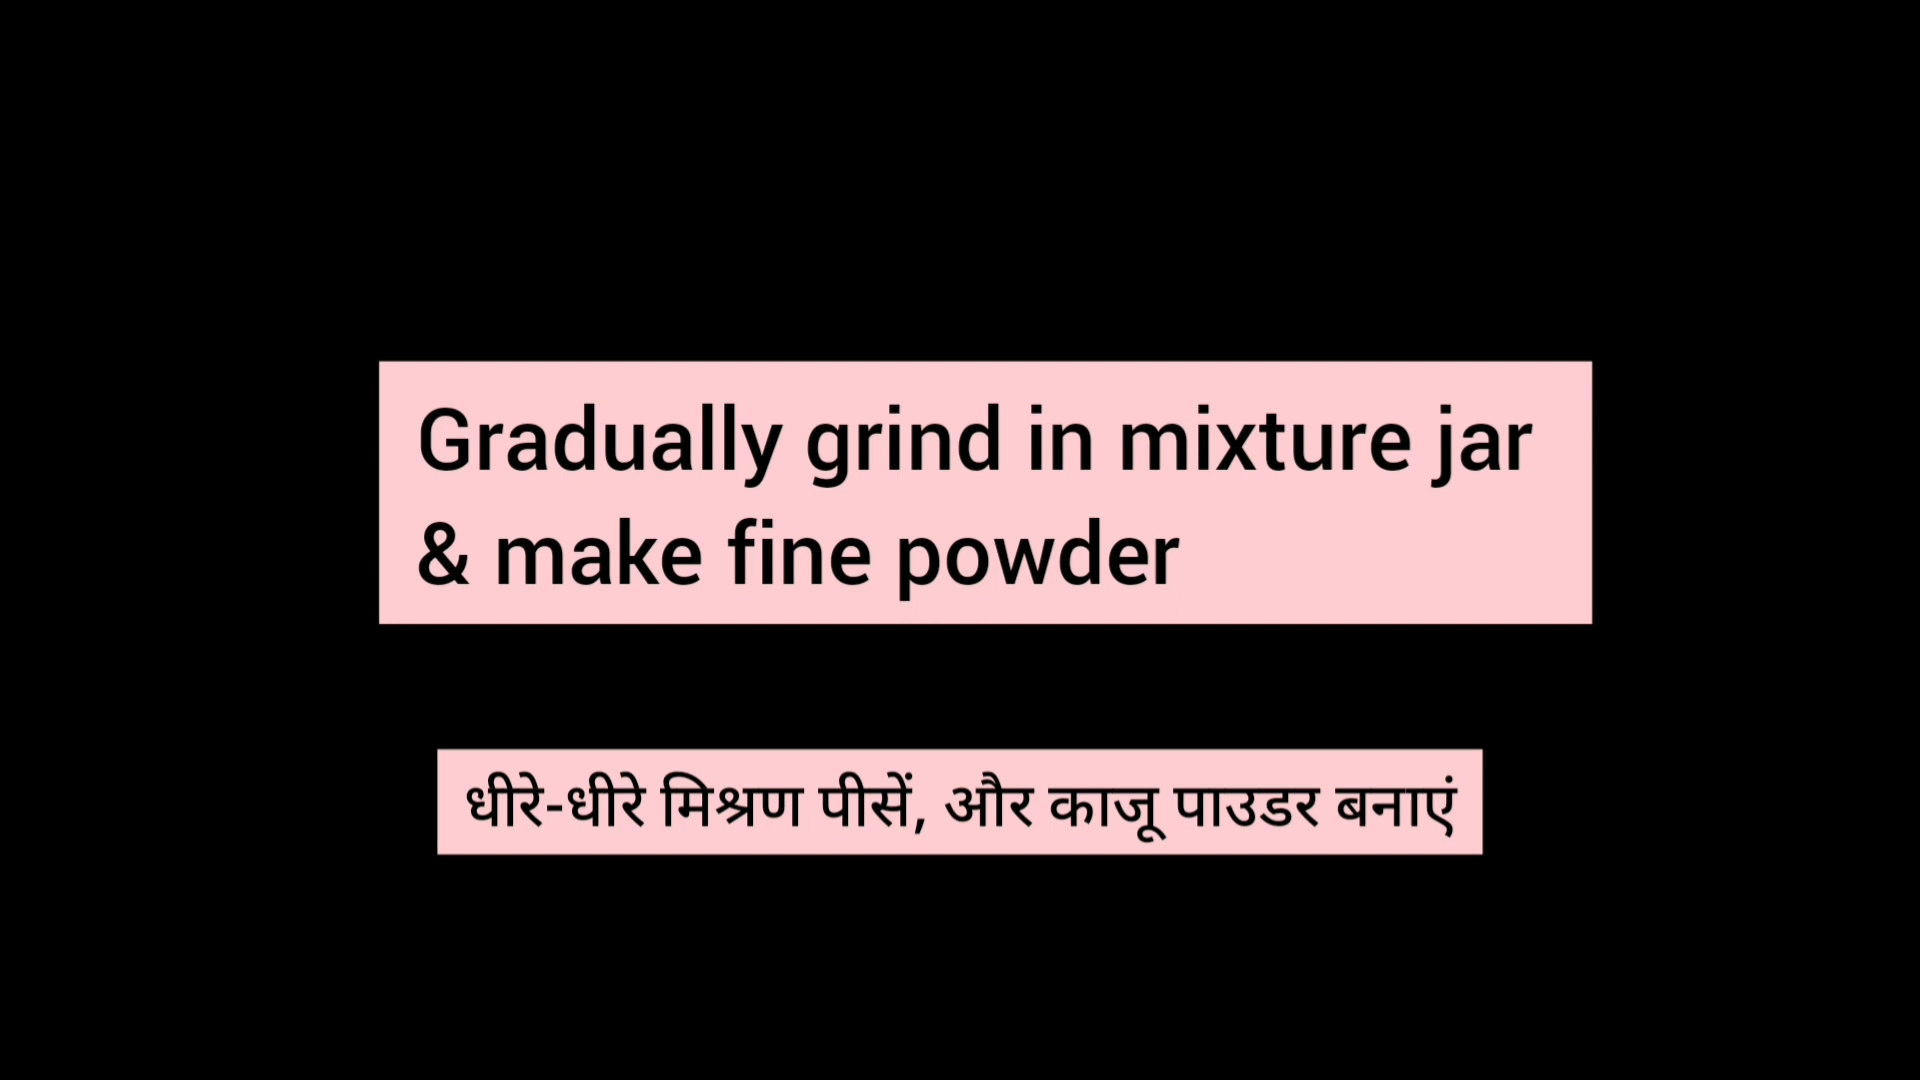 Gradually grind in mixture jar
& make fine powder
धीरे-धीरे मिश्रण पीसें, और काजू पाउडर बनाएं